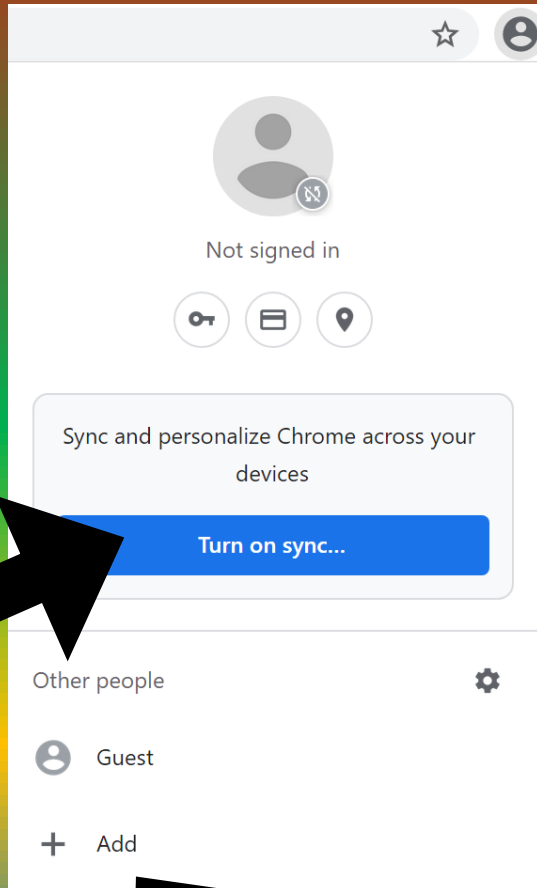 Not signed in
Sync and personalize Chrome across your
devices
Turn on sync...
Other people
Guest
Add